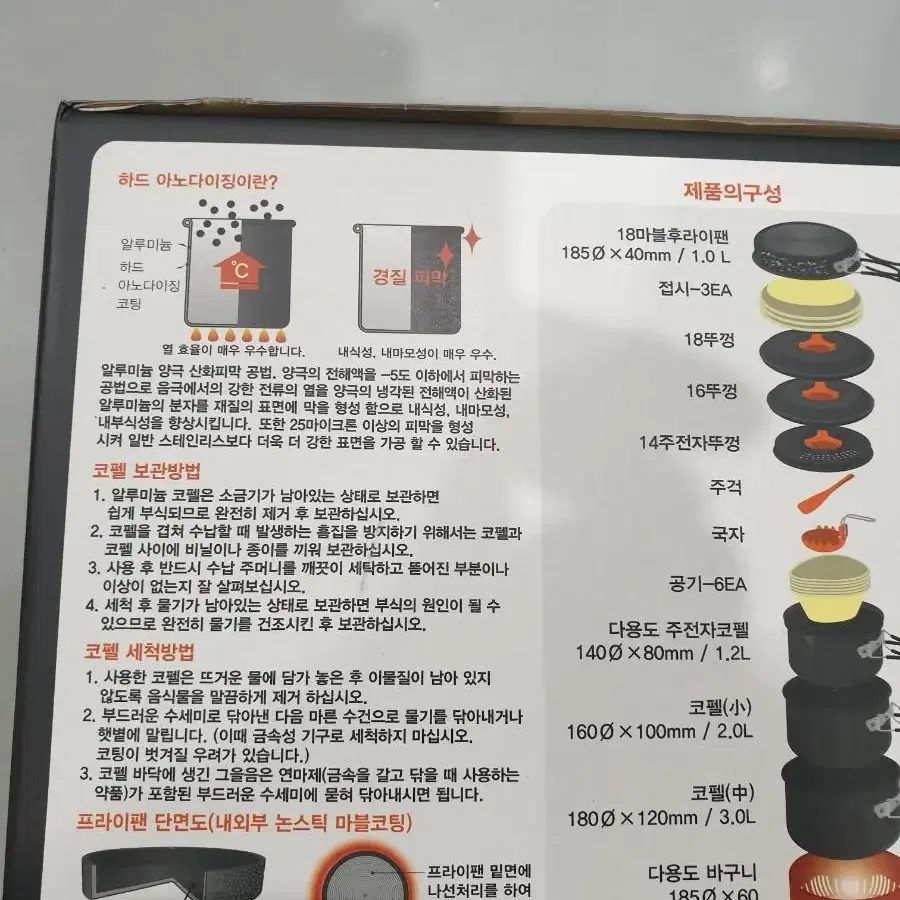 하드 아노다이징이란?
알루미늄
하드
아노다이징
코팅
℃
열 효율이 매우 우수합니다.
경질 피막
내식성, 내마모성이 매우 우수.
알루미늄 양극 산화피막 공법. 양극의 전해액을 -5도 이하에서 피막하는
공법으로 음극에서의 강한 전류의 열을 양극의 냉각된 전해액이 산화된
알루미늄의 분자를 재질의 표면에 막을 형성 함으로 내식성, 내마모성,
내부식성을 향상시킵니다. 또한 25마이크론 이상의 피막을 형성
시켜 일반 스테인리스보다 더욱 더 강한 표면을 가공 할 수 있습니다.
코펠 보관방법
1. 알루미늄 코펠은 소금기가 남아있는 상태로 보관하면
쉽게 부식되므로 완전히 제거 후 보관하십시오.
2. 코펠을 겹쳐 수납할 때 발생하는 흠집을 방지하기 위해서는 코펠과
코펠 사이에 비닐이나 종이를 끼워 보관하십시오.
3. 사용 후 반드시 수납 주머니를 깨끗이 세탁하고 뜯어진 부분이나
이상이 없는지 잘 살펴보십시오.
4. 세척 후 물기가 남아있는 상태로 보관하면 부식의 원인이 될 수
있으므로 완전히 물기를 건조시킨 후 보관하십시오.
코펠 세척방법
1. 사용한 코펠은 뜨거운 물에 담가 놓은 후 이물질이 남아 있지
않도록 음식물을 말끔하게 제거 하십시오.
2. 부드러운 수세미로 닦아낸 다음 마른 수건으로 물기를 닦아내거나
햇볕에 말립니다. (이때 금속성 기구로 세척하지 마십시오.
코팅이 벗겨질 우려가 있습니다.)
3. 코펠 바닥에 생긴 그을음은 연마제(금속을 갈고 닦을 때 사용하는
약품)가 포함된 부드러운 수세미에 묻혀 닦아내시면 됩니다.
프라이팬 단면도(내외부 논스틱 마블코팅)
프라이팬 밑면에
나선처리를 하여
제품의구성
18마블후라이팬
185Ø×40mm / 1.0 L
접시-3EA
18뚜껑
16뚜껑
14주전자뚜껑
주걱
국자
공기-6EA
다용도 주전자코펠
140Ø×80mm / 1.2L
코펠(小)
160Ø×100mm / 2.0L
코펠(中)
180Ø×120mm / 3.0L
다용도 바구니
185Ø×60